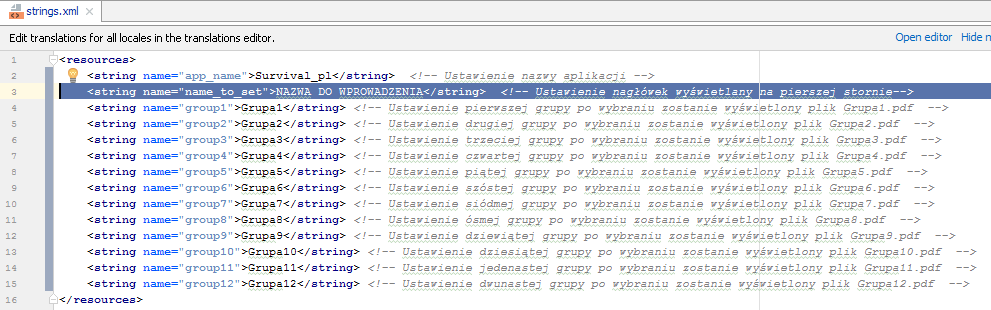 strings.xml
Edit translations for all locales in the translations editor. Open editor Hide n
1 <resources>
2 <string name="app_name">Survival_pl</string> <!-- Ustawienie nazwy aplikacji -->
3 <string name="name_to_set">NAZWA DO WPROWADZENIA</string> <!-- Ustawienie nagłówek wyświetlany na pierszej stornie-->
4 <string name="group1">Grupa1</string> <!-- Ustawienie pierwszej grupy po wybraniu zostanie wyświetlony plik Grupa1.pdf -->
5 <string name="group2">Grupa2</string> <!-- Ustawienie drugiej grupy po wybraniu zostanie wyświetlony plik Grupa2.pdf -->
6 <string name="group3">Grupa3</string> <!-- Ustawienie trzeciej grupy po wybraniu zostanie wyświetlony plik Grupa3.pdf -->
7 <string name="group4">Grupa4</string> <!-- Ustawienie czwartej grupy po wybraniu zostanie wyświetlony plik Grupa4.pdf -->
8 <string name="group5">Grupa5</string> <!-- Ustawienie piątej grupy po wybraniu zostanie wyświetlony plik Grupa5.pdf -->
9 <string name="group6">Grupa6</string> <!-- Ustawienie szóstej grupy po wybraniu zostanie wyświetlony plik Grupa6.pdf -->
10 <string name="group7">Grupa7</string> <!-- Ustawienie siódmej grupy po wybraniu zostanie wyświetlony plik Grupa7.pdf -->
11 <string name="group8">Grupa8</string> <!-- Ustawienie ósmej grupy po wybraniu zostanie wyświetlony plik Grupa8.pdf -->
12 <string name="group9">Grupa9</string> <!-- Ustawienie dziewiątej grupy po wybraniu zostanie wyświetlony plik Grupa9.pdf -->
13 <string name="group10">Grupa10</string> <!-- Ustawienie dziesiątej grupy po wybraniu zostanie wyświetlony plik Grupa10.pdf -->
14 <string name="group11">Grupa11</string> <!-- Ustawienie jedenastej grupy po wybraniu zostanie wyświetlony plik Grupa11.pdf -->
15 <string name="group12">Grupa12</string> <!-- Ustawienie dwunastej grupy po wybraniu zostanie wyświetlony plik Grupa12.pdf -->
16 </resources>